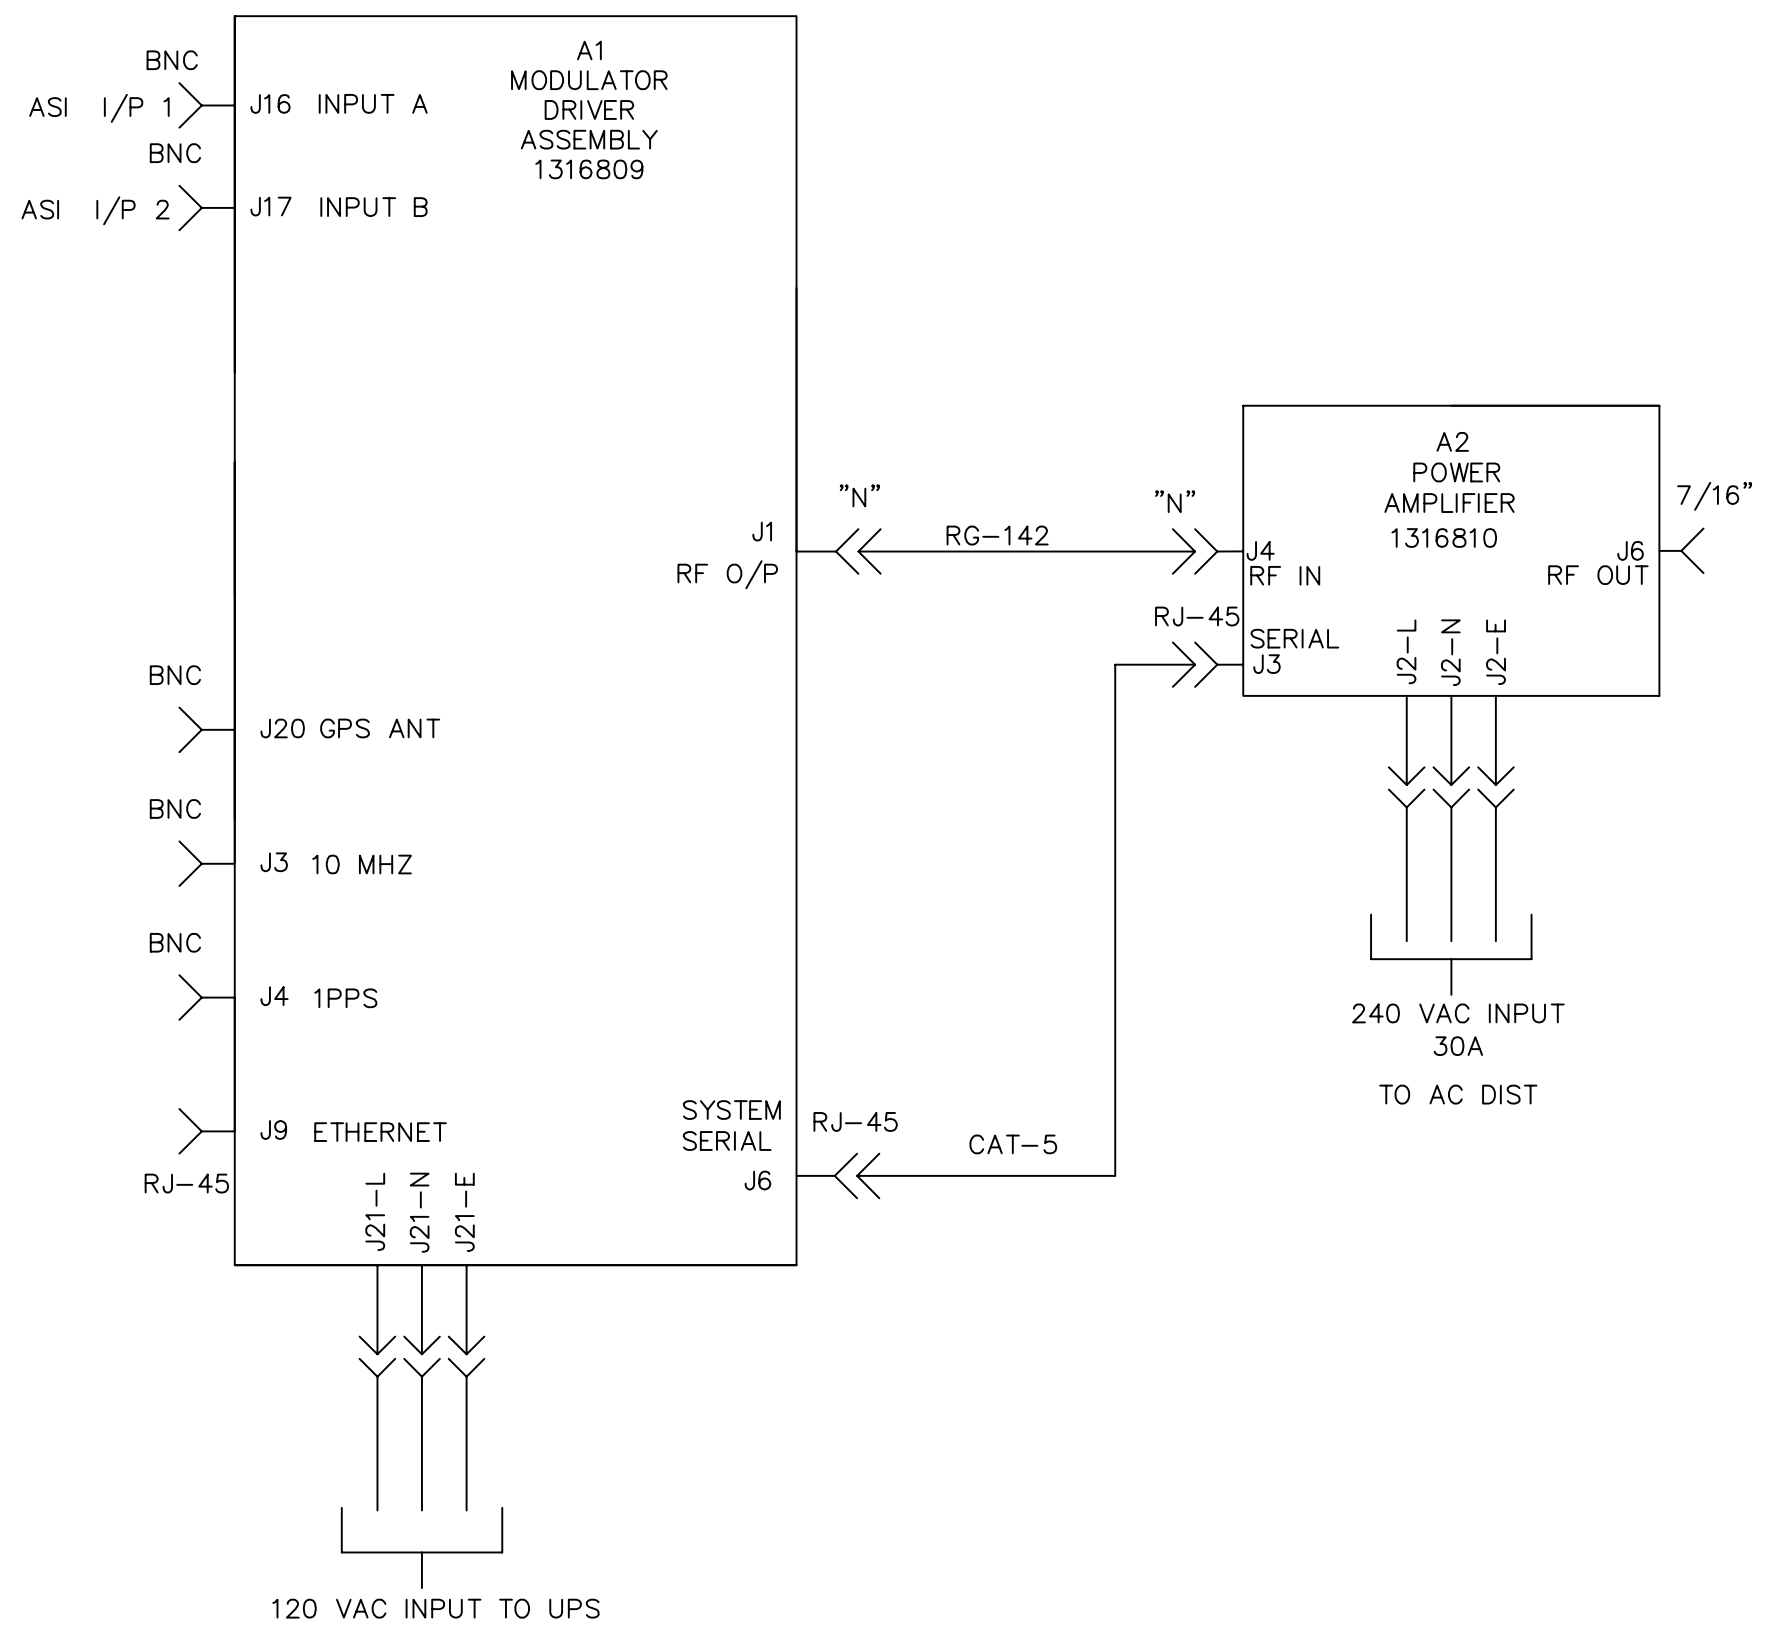 A1
MODULATOR
DRIVER
ASSEMBLY
1316809
BNC
ASI I/P 1
J16 INPUT A
BNC
ASI I/P 2
J17 INPUT B
J1
RF O/P
"N"
RG-142
"N"
A2
POWER
AMPLIFIER
1316810
J4
RF IN
7/16"
J6
RF OUT
RJ-45
SERIAL
J3
J2-L
J2-N
J2-E
BNC
J20 GPS ANT
BNC
J3 10 MHZ
BNC
J4 1PPS
J9 ETHERNET
RJ-45
SYSTEM
SERIAL
J6
RJ-45
CAT-5
240 VAC INPUT
30A
TO AC DIST
J21-L
J21-N
J21-E
120 VAC INPUT TO UPS